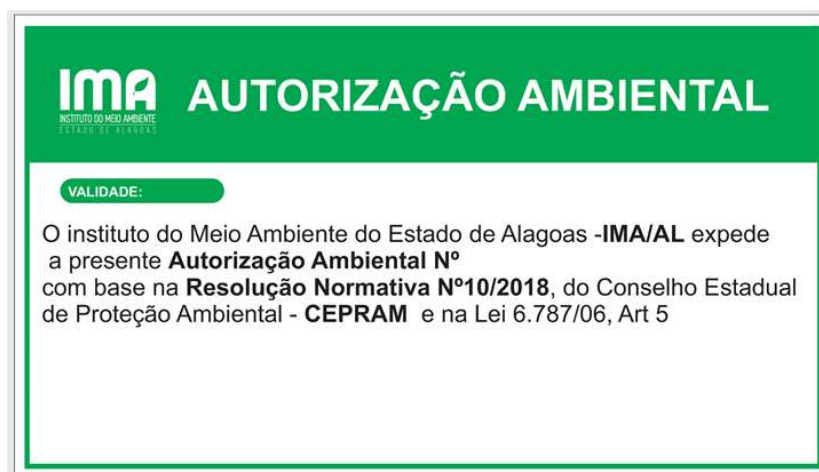 IMA
INSTITUTO DO MEIO AMBIENTE
ESTADO DE ALAGOAS
AUTORIZAÇÃO AMBIENTAL
VALIDADE:
O instituto do Meio Ambiente do Estado de Alagoas -IMA/AL expede
a presente Autorização Ambiental Nº
com base na Resolução Normativa Nº10/2018, do Conselho Estadual
de Proteção Ambiental - CEPRAM e na Lei 6.787/06, Art 5